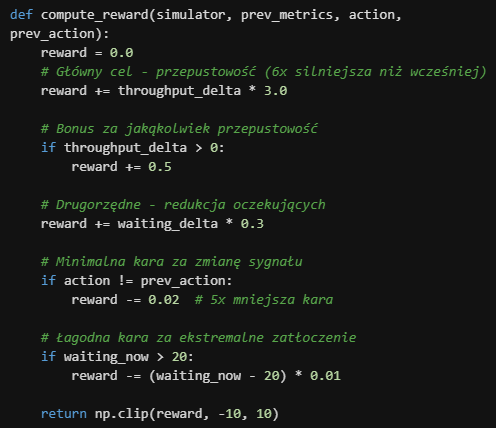 def compute_reward(simulator, prev_metrics, action,
prev_action):
    reward = 0.0
    # Główny cel - przepustowość (6x silniejsza niż wcześniej)
    reward += throughput_delta * 3.0

    # Bonus za jakąkolwiek przepustowość
    if throughput_delta > 0:
        reward += 0.5

    # Drugorzędne - redukcja oczekujących
    reward += waiting_delta * 0.3

    # Minimalna kara za zmianę sygnału
    if action != prev_action:
        reward -= 0.02  # 5x mniejsza kara

    # Łagodna kara za ekstremalne zatłoczenie
    if waiting_now > 20:
        reward -= (waiting_now - 20) * 0.01

    return np.clip(reward, -10, 10)